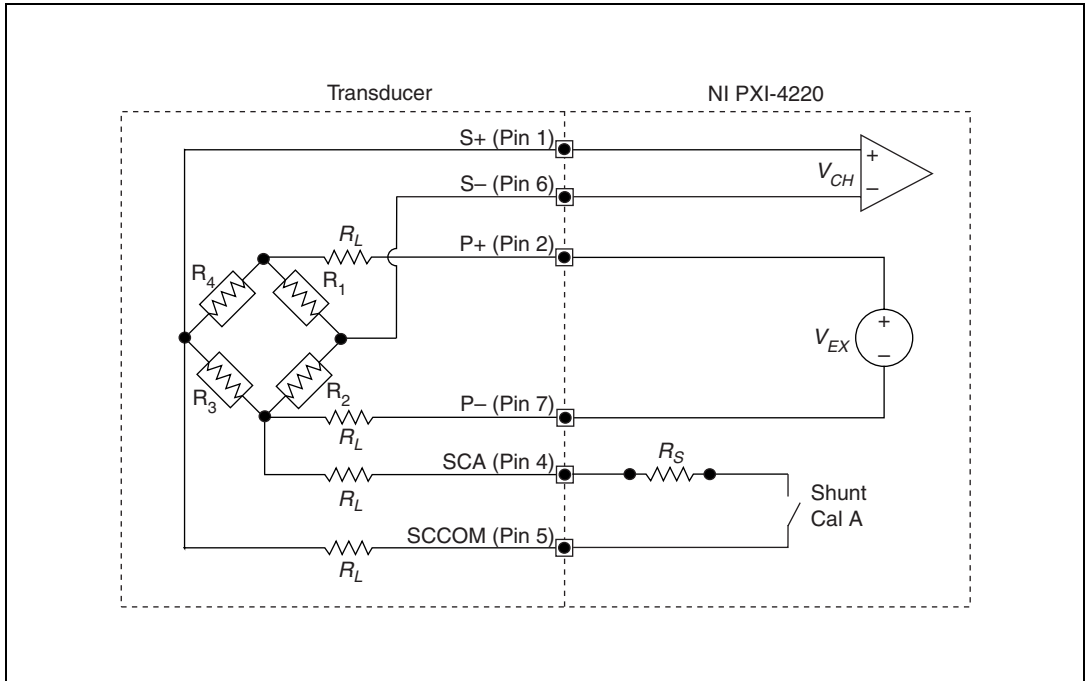 Transducer
NI PXI-4220
S+ (Pin 1)
V_CH
+
–
S– (Pin 6)
R_L
P+ (Pin 2)
R_4
R_1
V_EX
+
–
R_3
R_2
P– (Pin 7)
R_L
SCA (Pin 4)
R_S
R_L
Shunt
Cal A
SCCOM (Pin 5)
R_L